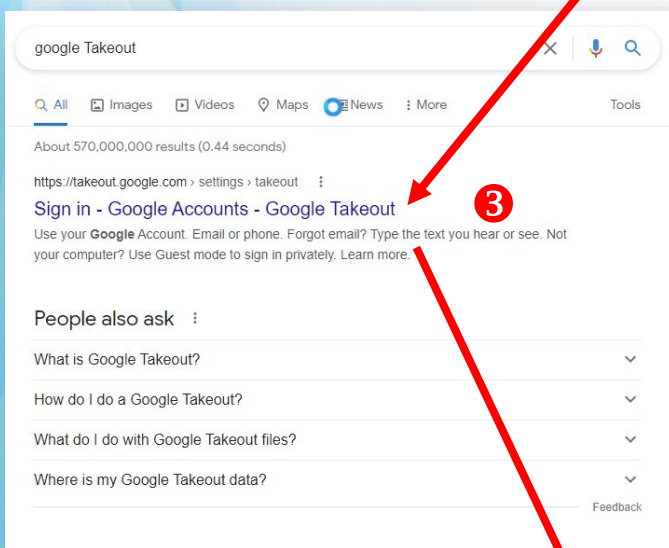 google Takeout
All Images Videos Maps News More Tools
About 570,000,000 results (0.44 seconds)
https://takeout.google.com › settings › takeout
Sign in - Google Accounts - Google Takeout
3
Use your Google Account. Email or phone. Forgot email? Type the text you hear or see. Not
your computer? Use Guest mode to sign in privately. Learn more.
People also ask
What is Google Takeout?
How do I do a Google Takeout?
What do I do with Google Takeout files?
Where is my Google Takeout data?
Feedback